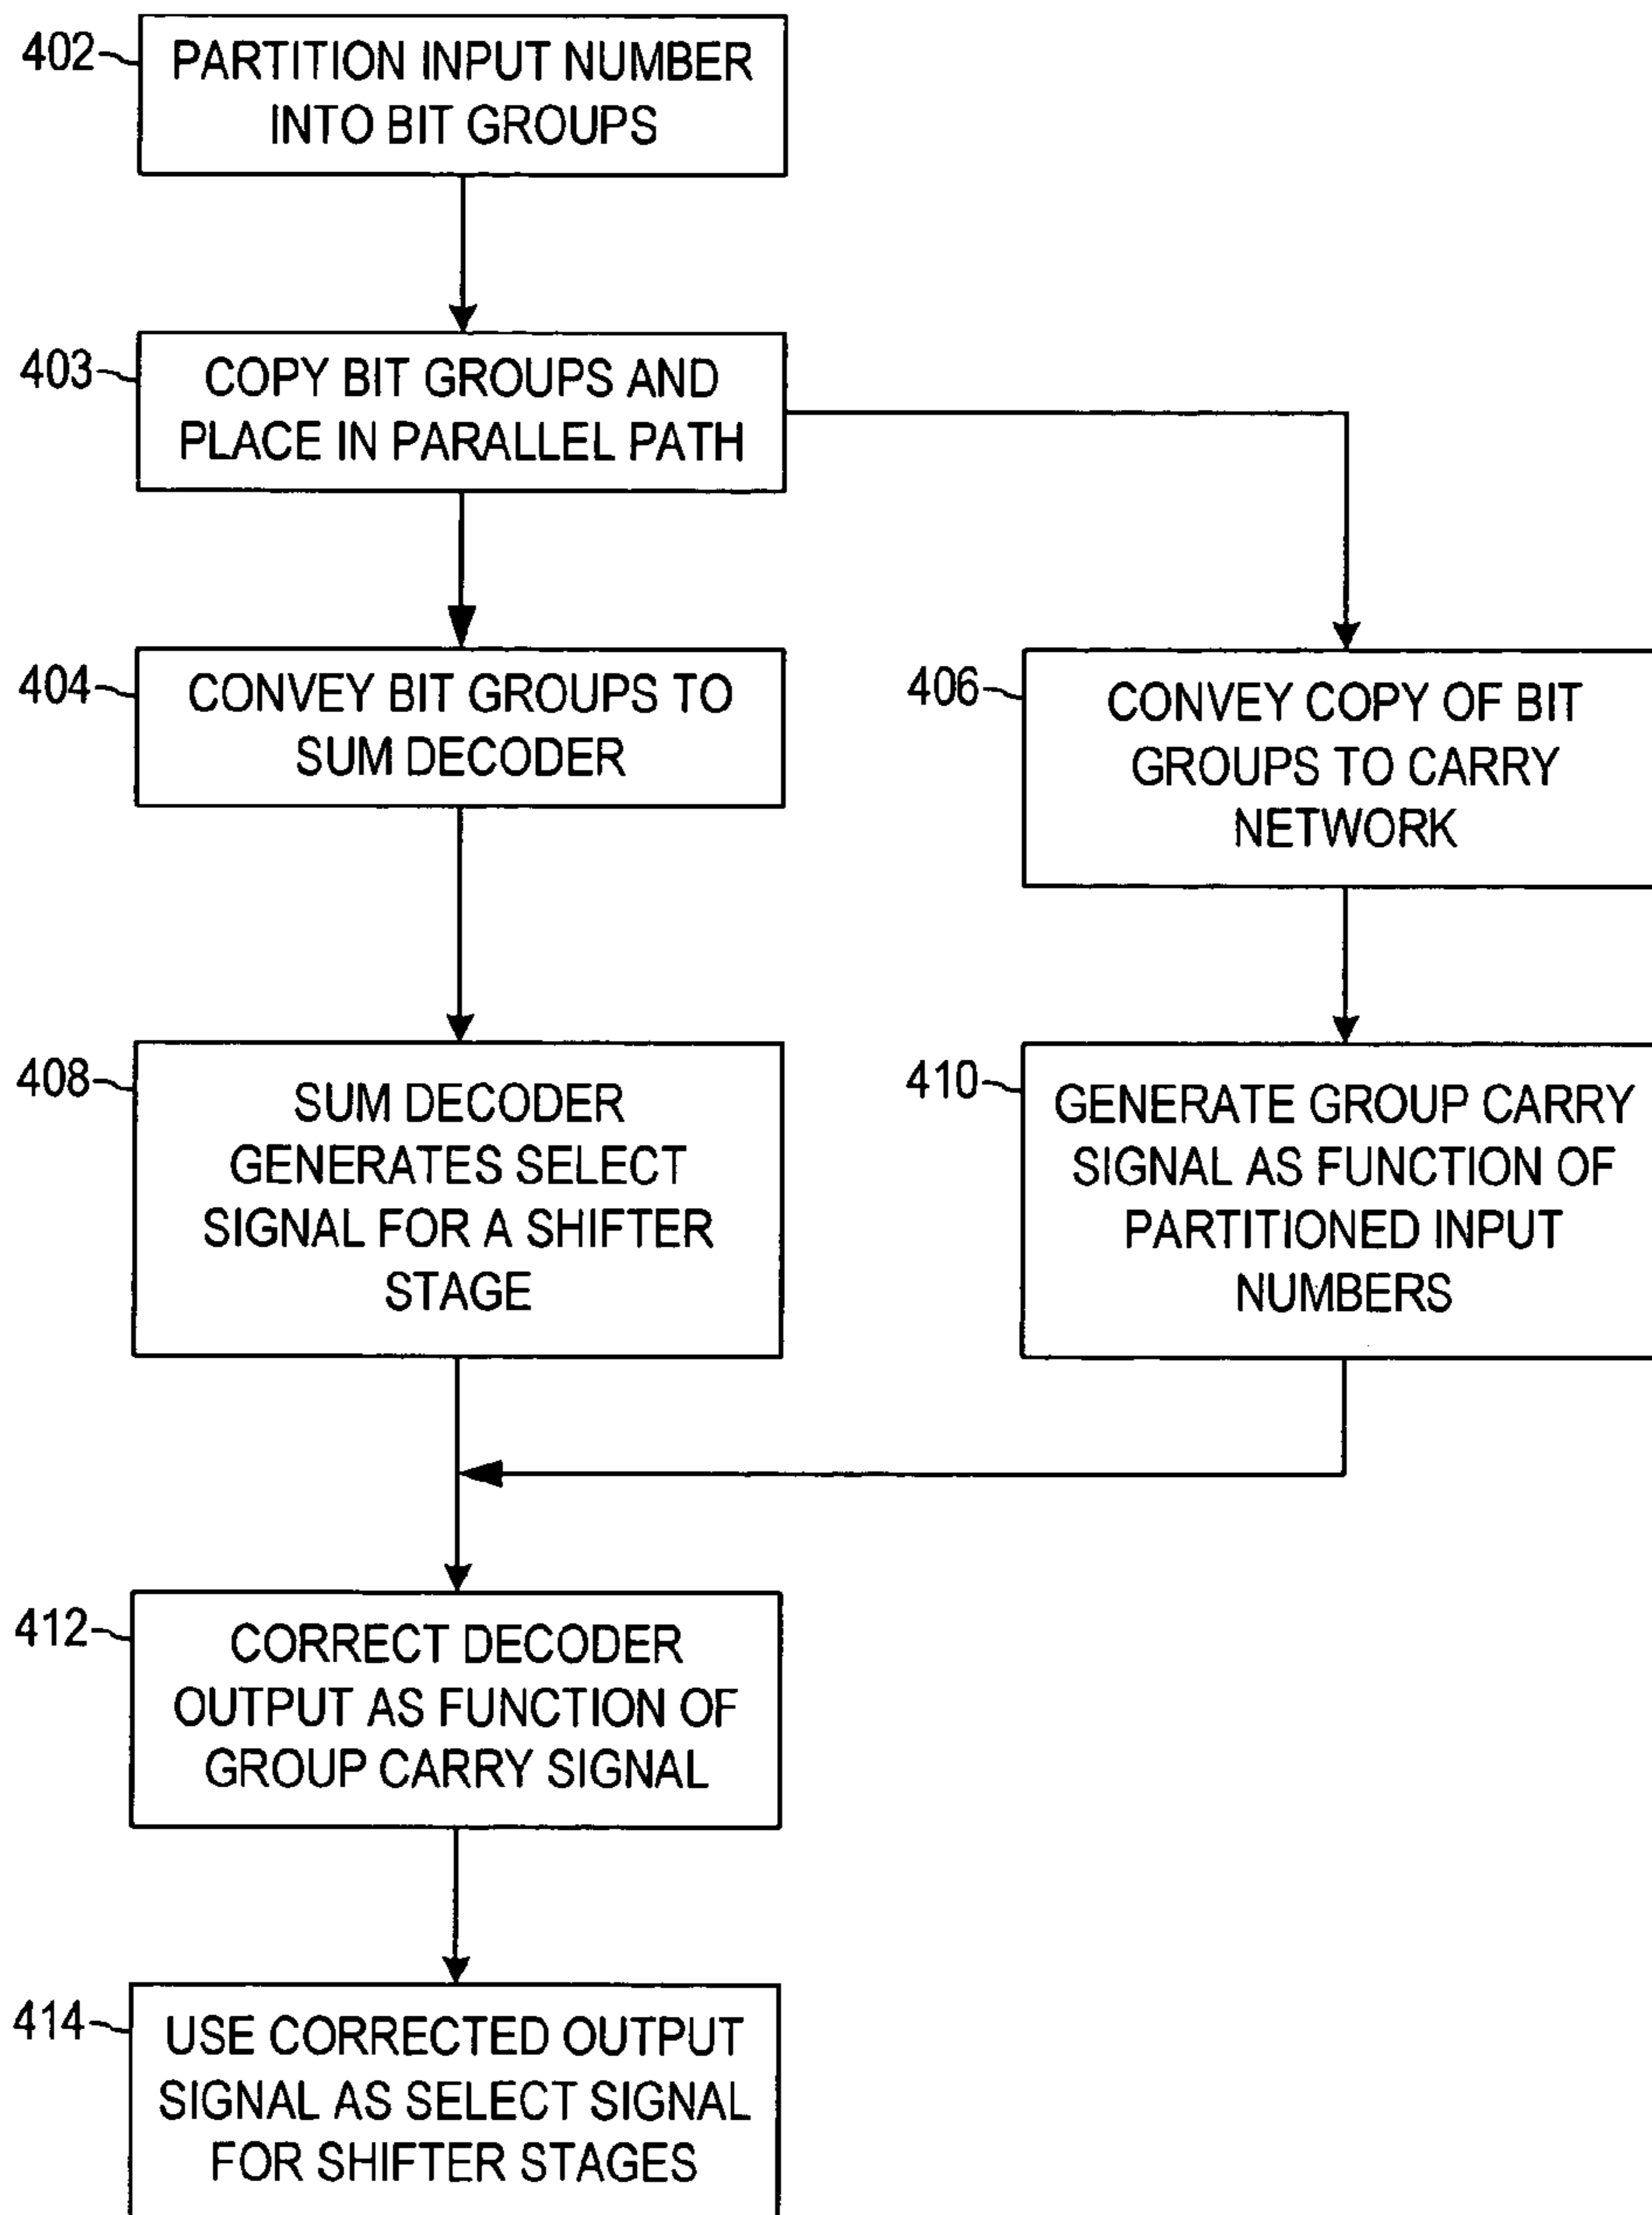 402
PARTITION INPUT NUMBER
INTO BIT GROUPS
403
COPY BIT GROUPS AND
PLACE IN PARALLEL PATH
404
CONVEY BIT GROUPS TO
SUM DECODER
406
CONVEY COPY OF BIT
GROUPS TO CARRY
NETWORK
408
SUM DECODER
GENERATES SELECT
SIGNAL FOR A SHIFTER
STAGE
410
GENERATE GROUP CARRY
SIGNAL AS FUNCTION OF
PARTITIONED INPUT
NUMBERS
412
CORRECT DECODER
OUTPUT AS FUNCTION OF
GROUP CARRY SIGNAL
414
USE CORRECTED OUTPUT
SIGNAL AS SELECT SIGNAL
FOR SHIFTER STAGES